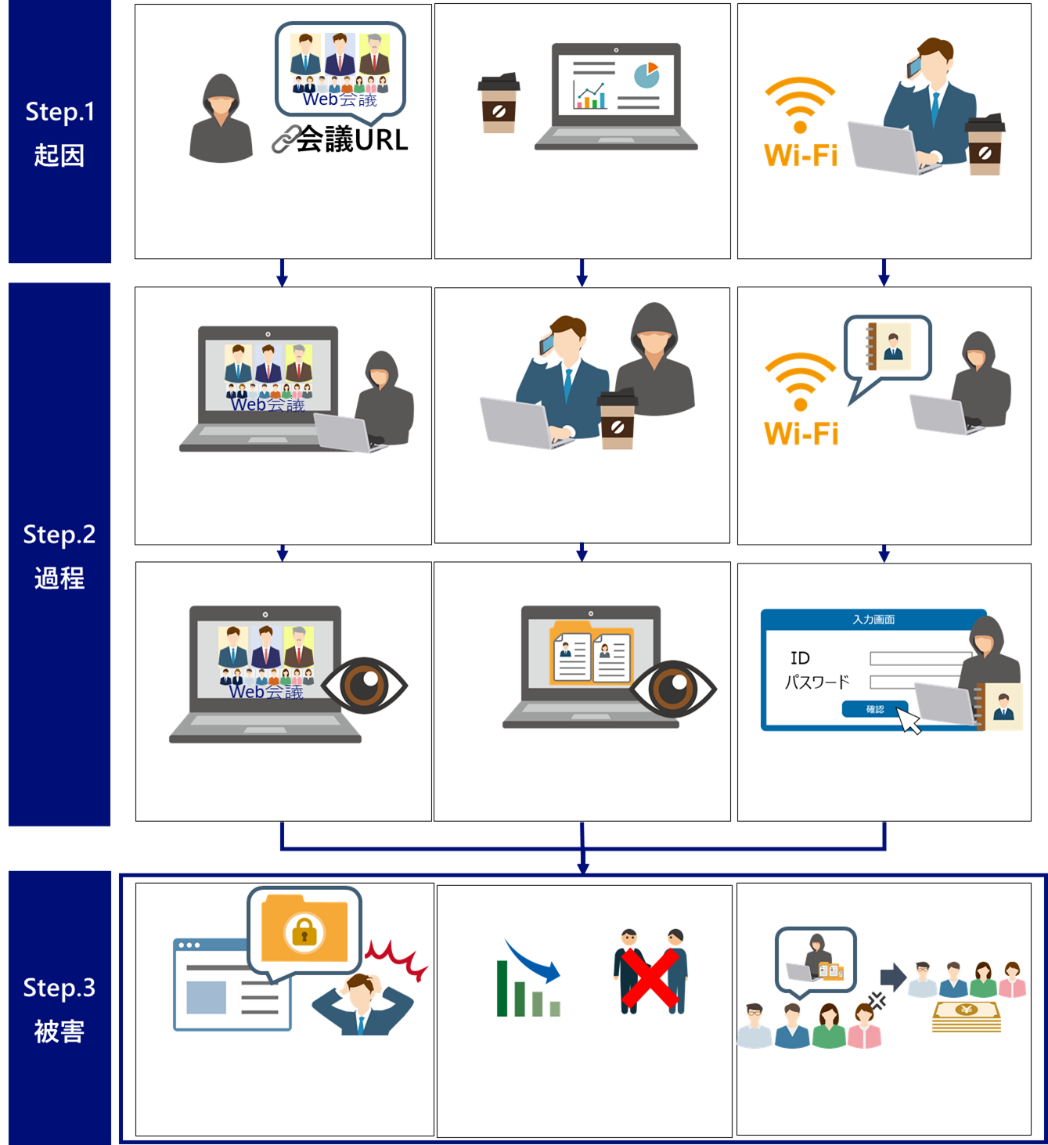 Step.1
起因
Web会議
会議URL
Wi-Fi
Step.2
過程
Web会議
Wi-Fi
Web会議
入力画面
ID
パスワード
確認
Step.3
被害